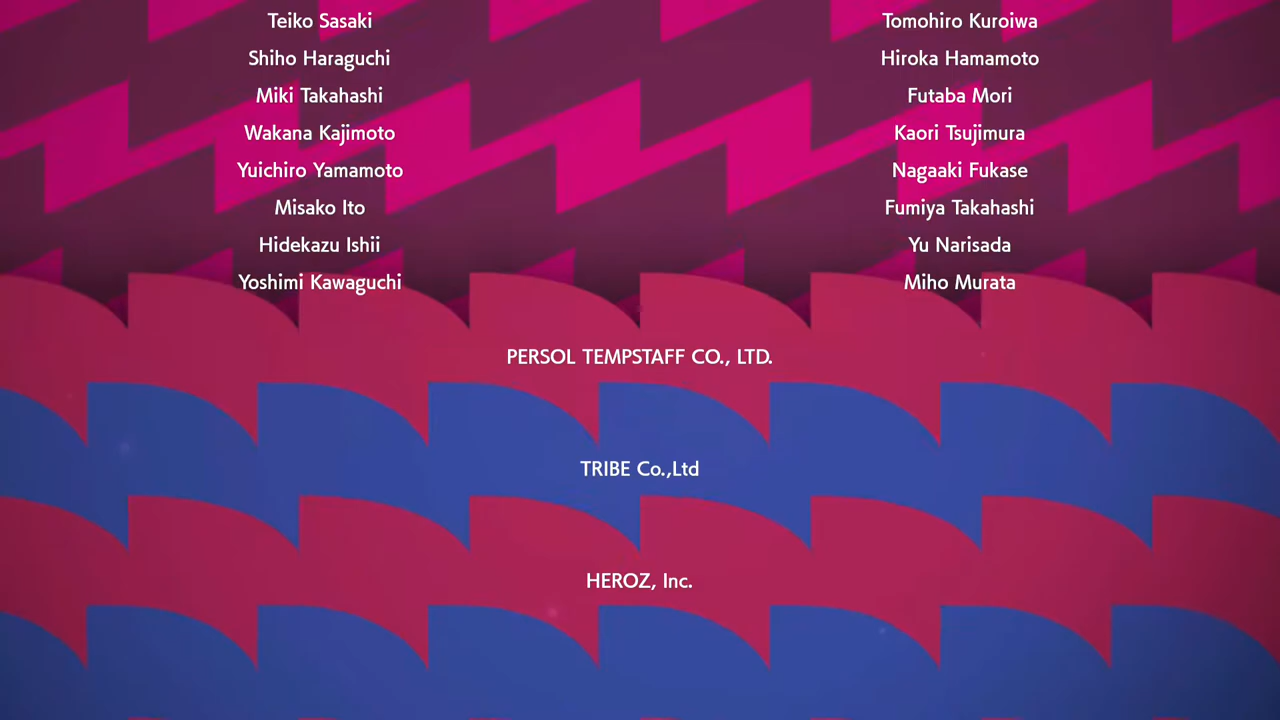 Teiko Sasaki
Tomohiro Kuroiwa
Shiho Haraguchi
Hiroka Hamamoto
Miki Takahashi
Futaba Mori
Wakana Kajimoto
Kaori Tsujimura
Yuichiro Yamamoto
Nagaaki Fukase
Misako Ito
Fumiya Takahashi
Hidekazu Ishii
Yu Narisada
Yoshimi Kawaguchi
Miho Murata
PERSOL TEMPSTAFF CO., LTD.
TRIBE Co.,Ltd
HEROZ, Inc.